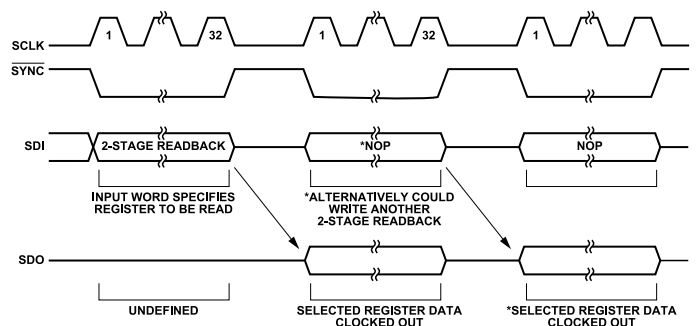 1 32 1 32 1
SCLK
SYNC
SDI 2-STAGE READBACK *NOP NOP
INPUT WORD SPECIFIES
REGISTER TO BE READ
*ALTERNATIVELY COULD
WRITE ANOTHER
2-STAGE READBACK
SDO
UNDEFINED
SELECTED REGISTER DATA
CLOCKED OUT
*SELECTED REGISTER DATA
CLOCKED OUT